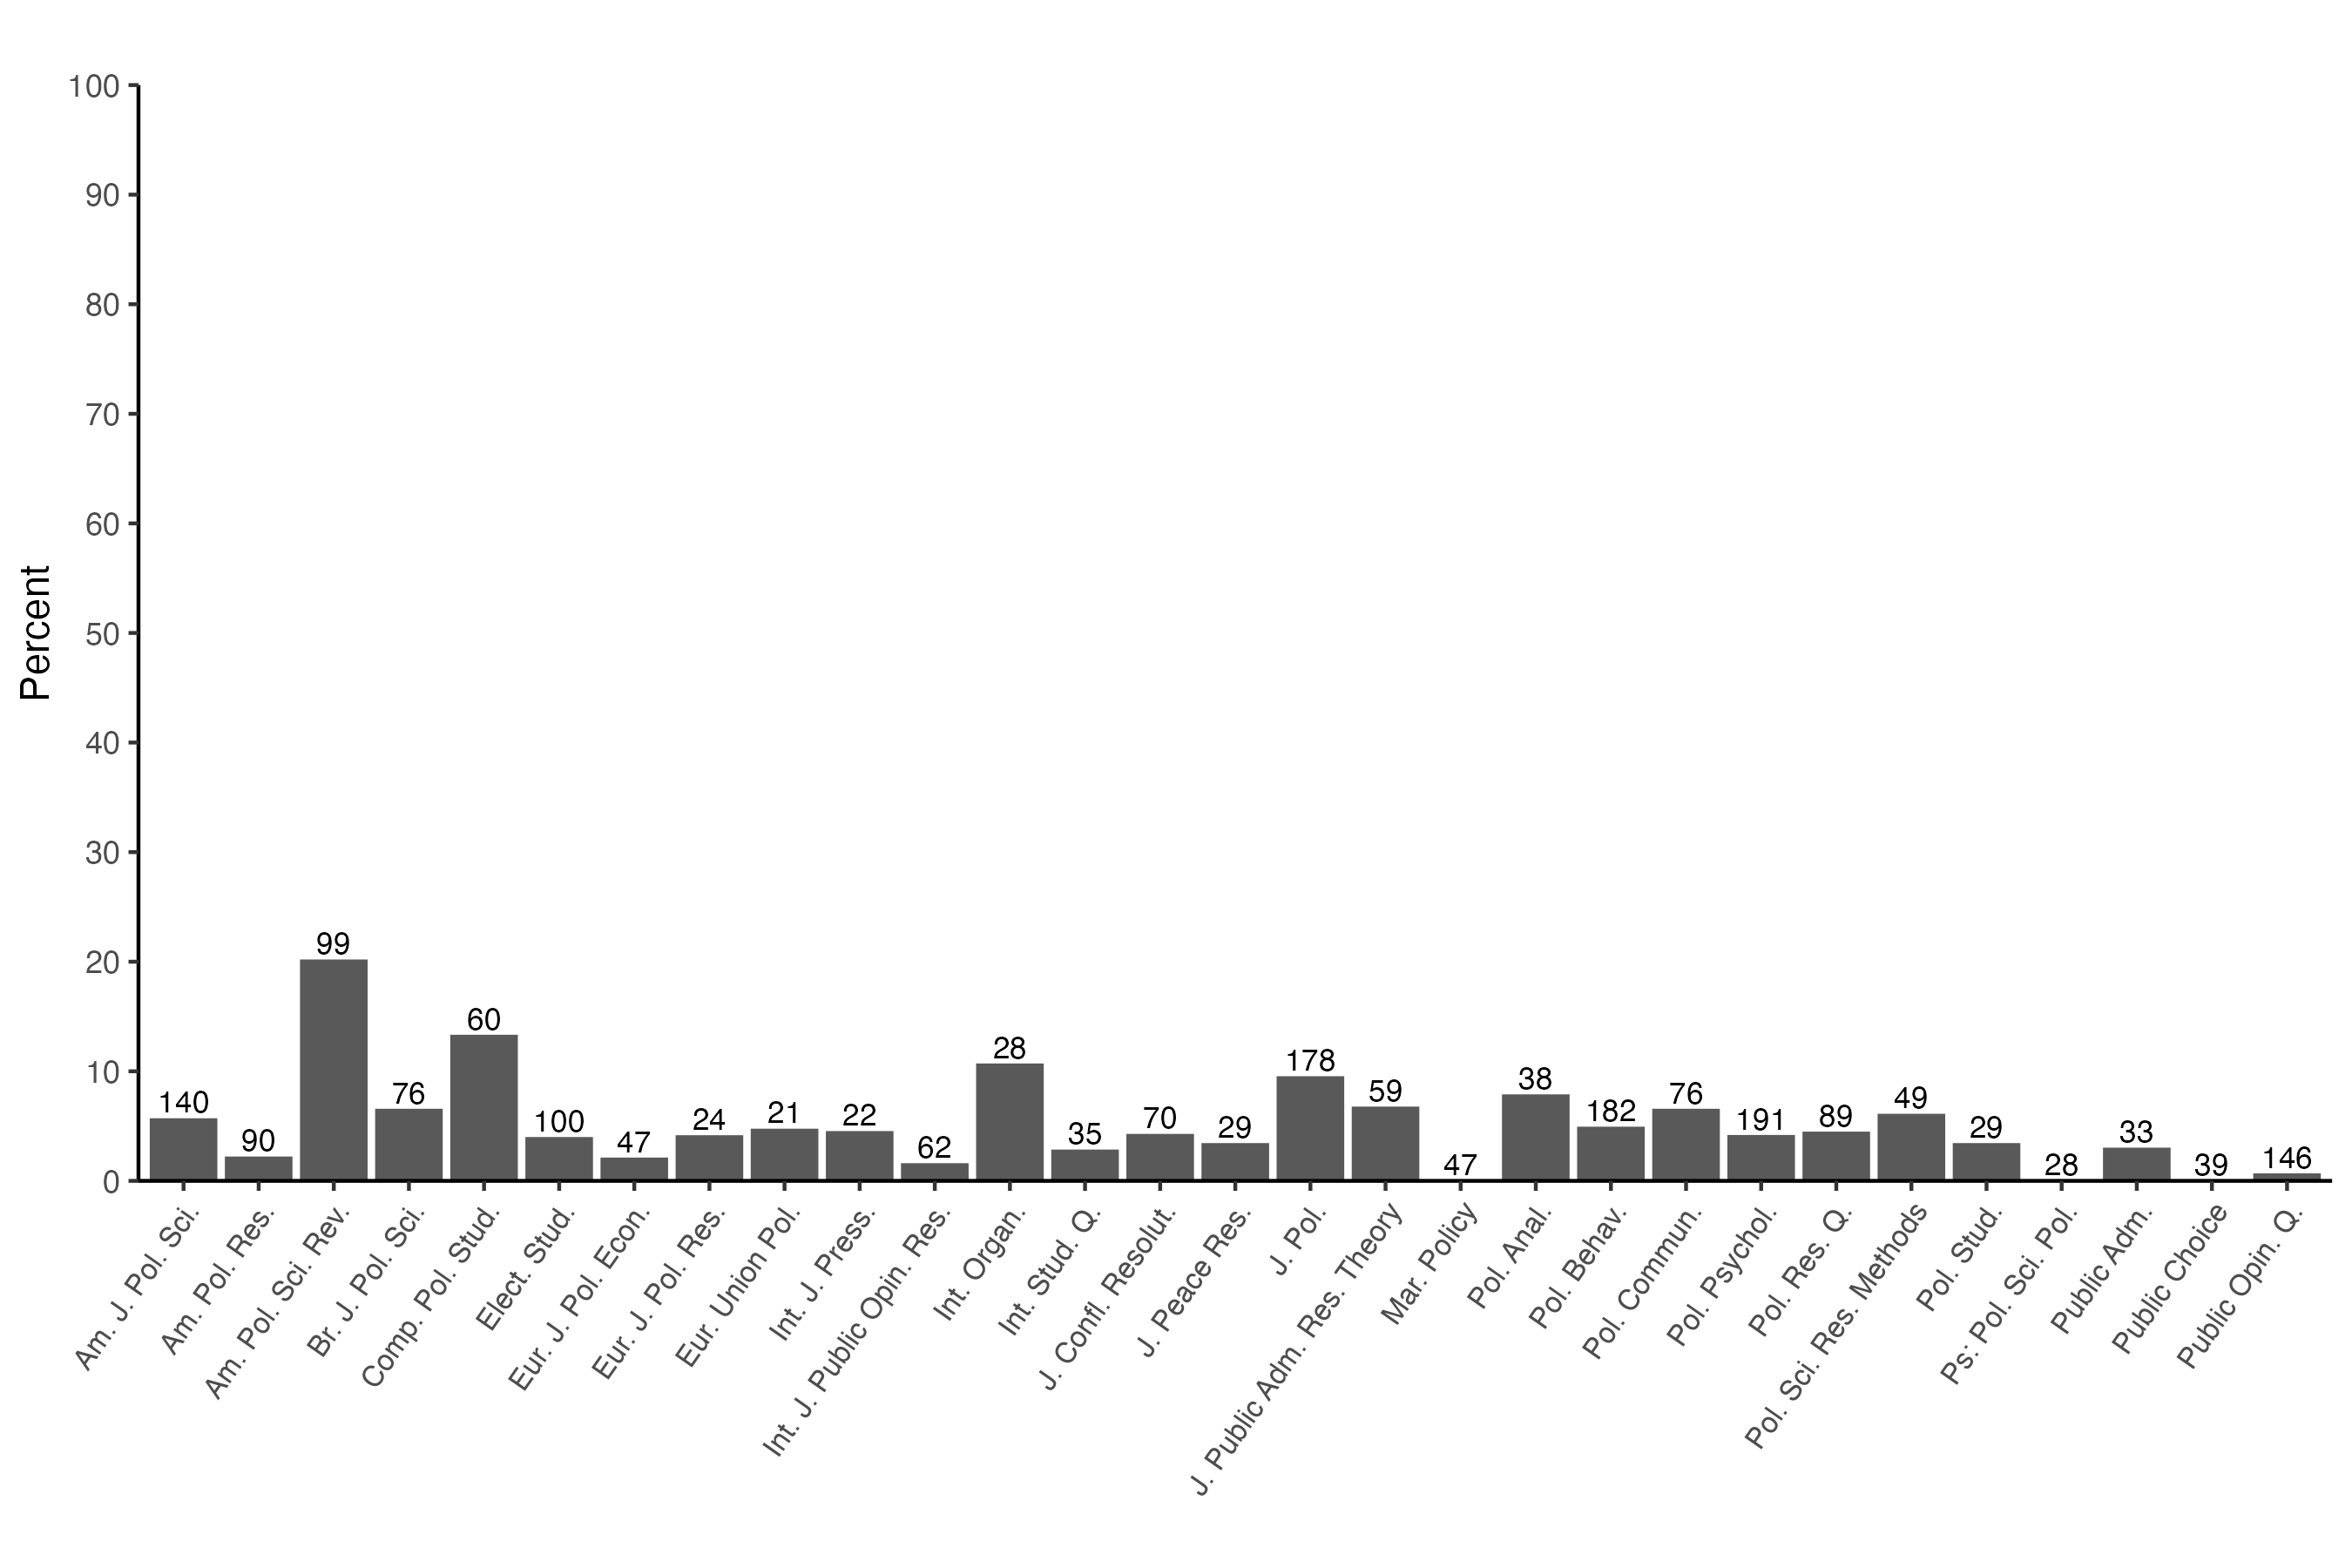 Percent
100
90
80
70
60
50
40
30
20
10
0
140
90
99
76
60
100
47
24
21
22
62
28
35
70
29
178
59
47
38
182
76
191
89
49
29
28
33
39
146
Am. J. Pol. Sci.
Am. Pol. Res.
Am. Pol. Sci. Rev.
Br. J. Pol. Sci.
Comp. Pol. Stud.
Elect. Stud.
Eur. J. Pol. Econ.
Eur. J. Pol. Res.
Eur. Union Pol.
Int. J. Press.
Int. J. Public Opin. Res.
Int. Organ.
Int. Stud. Q.
J. Confl. Resolut.
J. Peace Res.
J. Pol.
J. Public Adm. Res. Theory
Mar. Policy
Pol. Anal.
Pol. Behav.
Pol. Commun.
Pol. Psychol.
Pol. Res. Q.
Pol. Sci. Res. Methods
Pol. Stud.
Ps: Pol. Sci. Pol.
Public Adm.
Public Choice
Public Opin. Q.